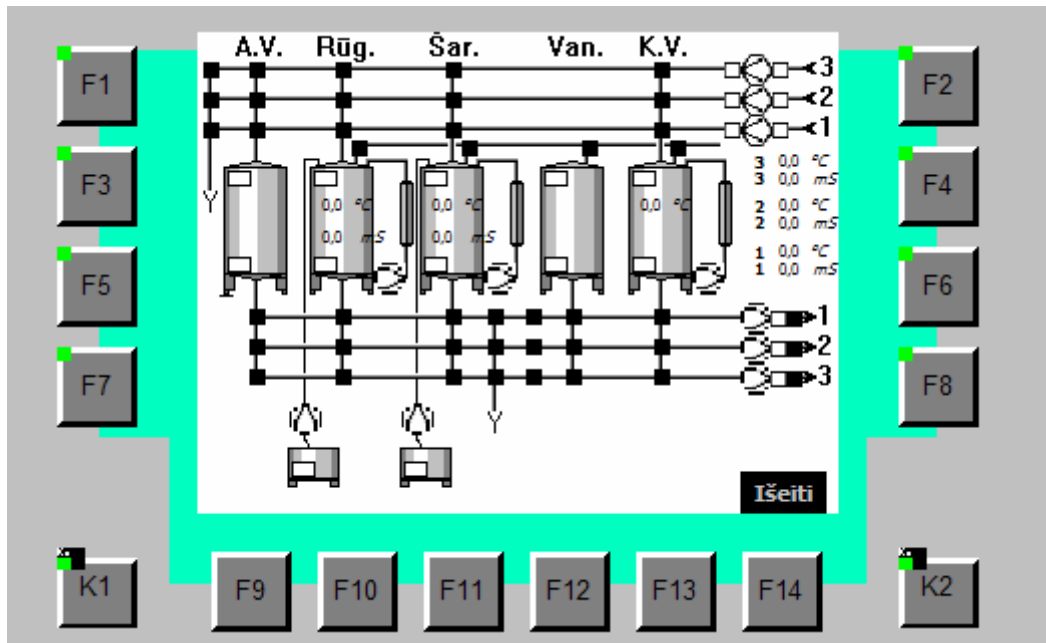 A.V. Rūg. Šar. Van. K.V.
F1
F2
3
2
1
F3
F4
3 0,0 °C
3 0,0 mS
0,0 °C 0,0 °C 0,0 °C
2 0,0 °C
2 0,0 mS
0,0 mS 0,0 mS
1 0,0 °C
1 0,0 mS
F5
F6
1
2
3
F7
F8
Išeiti
K1 F9 F10 F11 F12 F13 F14 K2